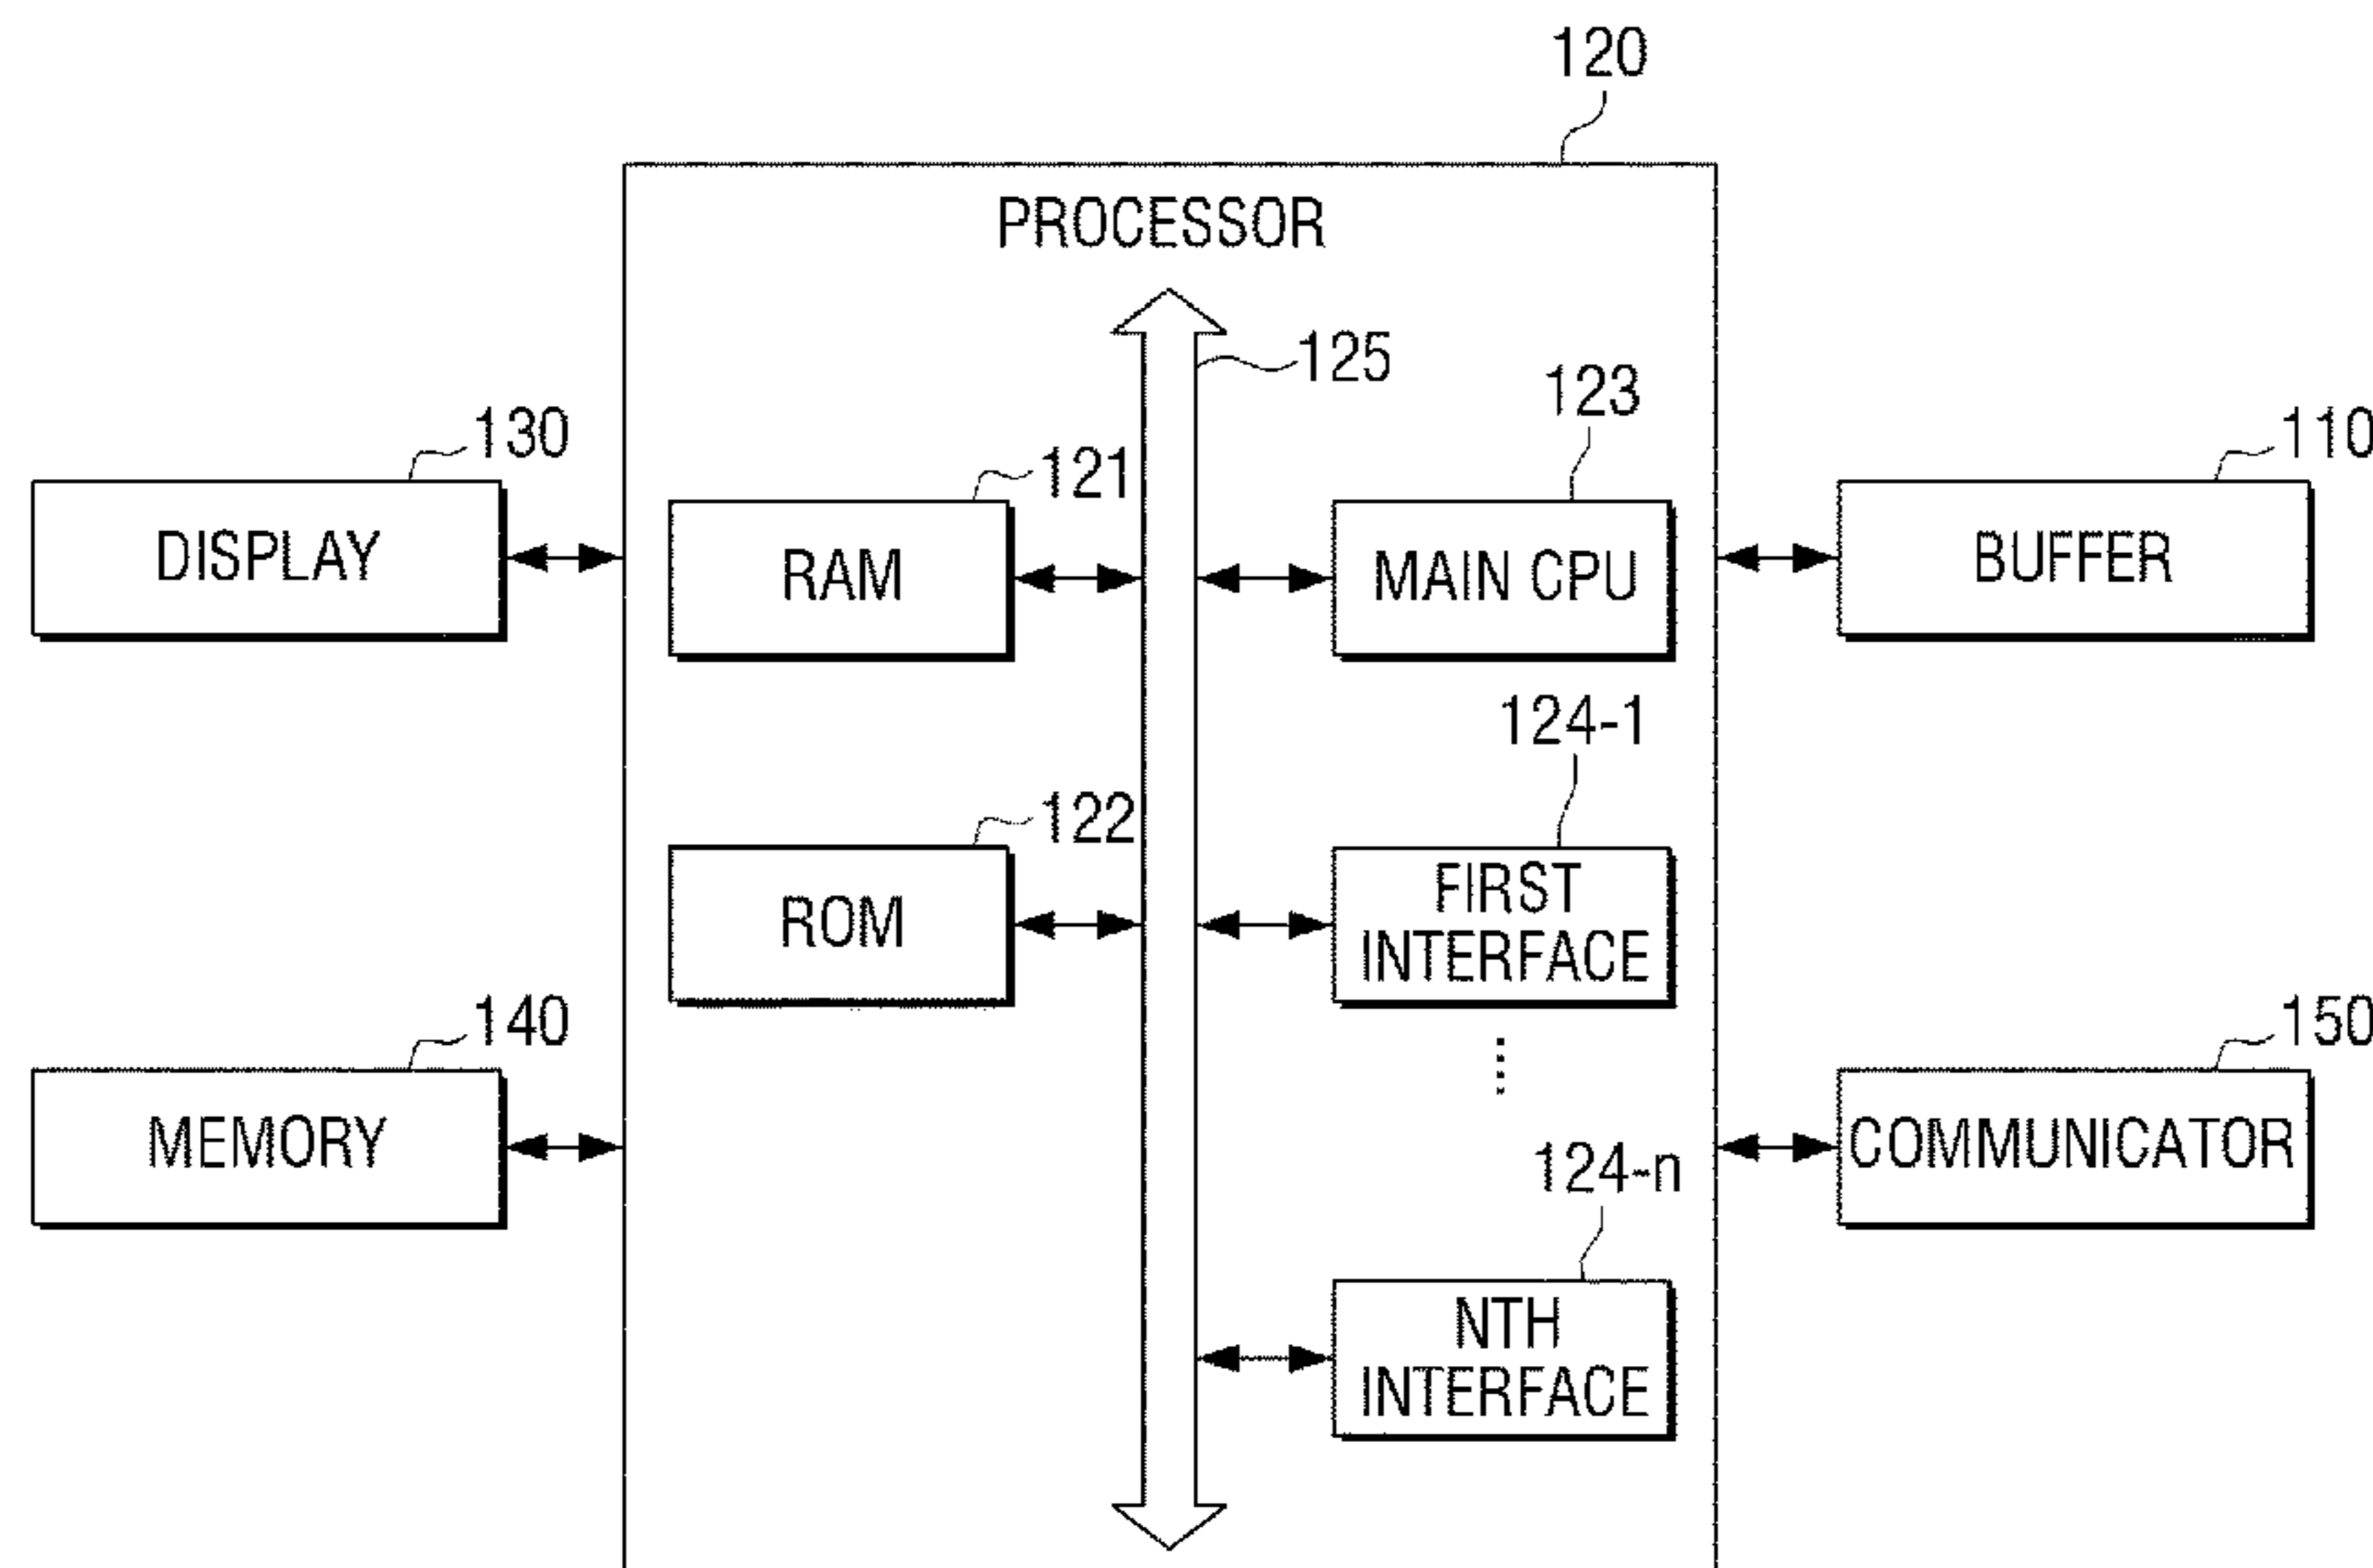 120
PROCESSOR
125
123
130
121
110
DISPLAY
RAM
MAIN CPU
BUFFER
124-1
122
FIRST
INTERFACE
ROM
140
150
MEMORY
COMMUNICATOR
124-n
NTH
INTERFACE